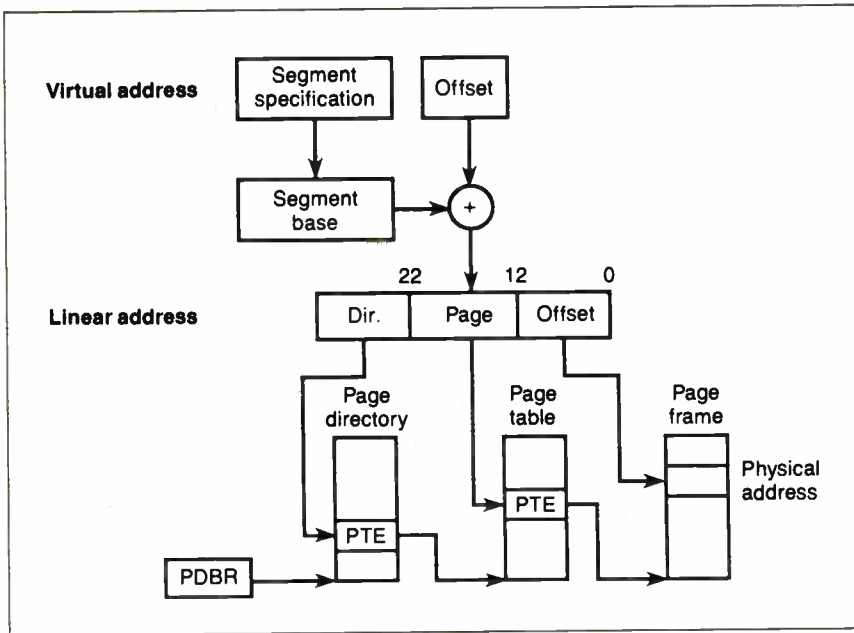 Virtual address
Segment
specification
Offset
Segment
base
+
22
12
0
Linear address
Dir.
Page
Offset
Page
directory
Page
table
Page
frame
PTE
PTE
Physical
address
PDBR